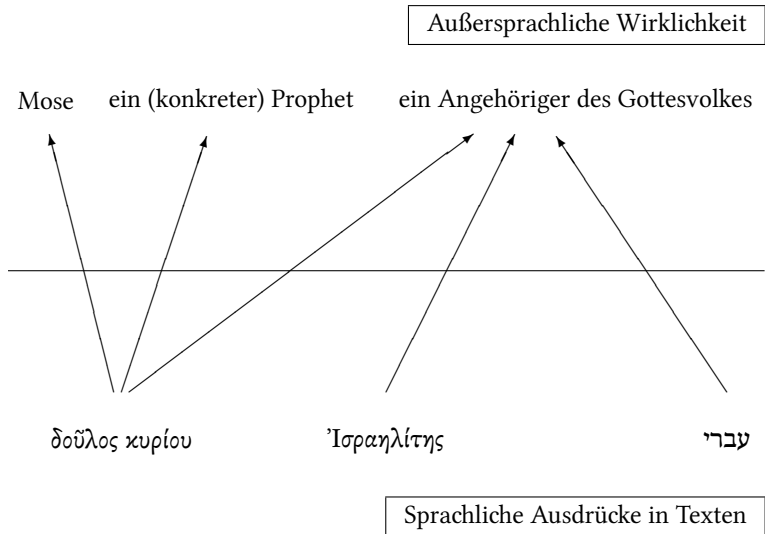 Außersprachliche Wirklichkeit
Mose ein (konkreter) Prophet ein Angehöriger des Gottesvolkes
δοῦλος κυρίου Ἰσραηλίτης עברי
Sprachliche Ausdrücke in Texten